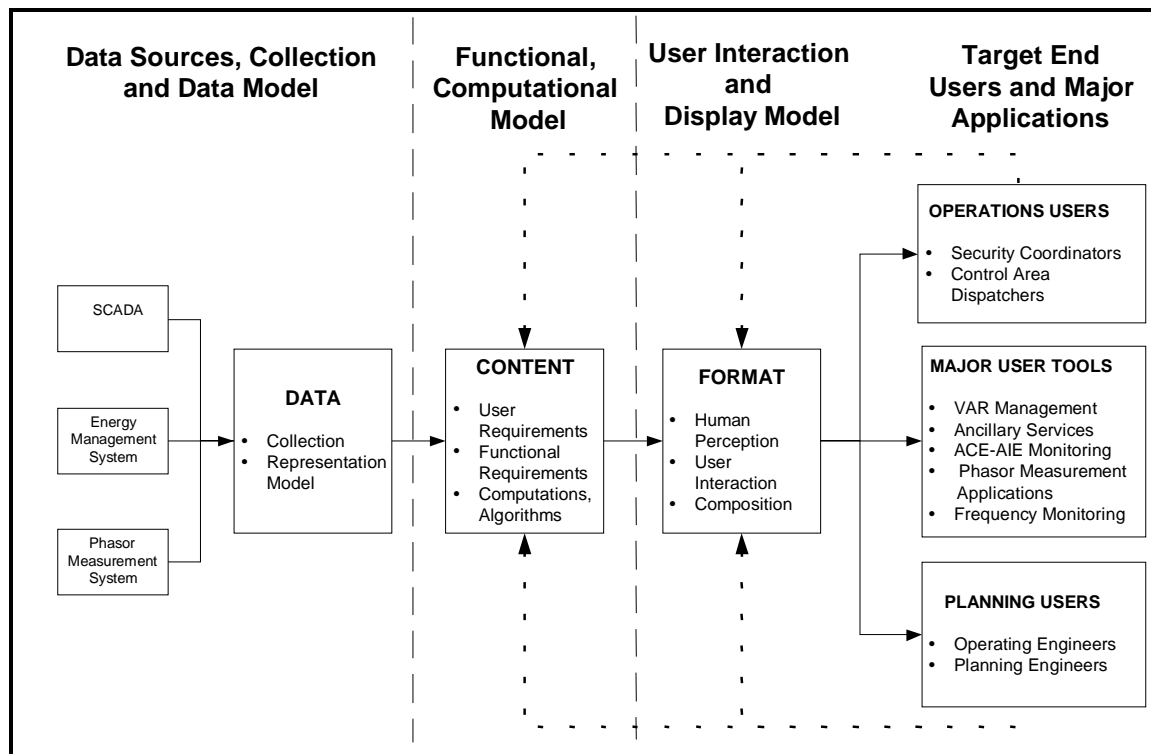 Data Sources, Collection
and Data Model
Functional,
Computational
Model
User Interaction
and
Display Model
Target End
Users and Major
Applications
SCADA
Energy
Management
System
Phasor
Measurement
System
DATA
• Collection
• Representation
Model
CONTENT
• User
Requirements
• Functional
Requirements
• Computations,
Algorithms
FORMAT
• Human
Perception
• User
Interaction
• Composition
OPERATIONS USERS
• Security Coordinators
• Control Area
Dispatchers
MAJOR USER TOOLS
• VAR Management
• Ancillary Services
• ACE-AIE Monitoring
• Phasor Measurement
Applications
• Frequency Monitoring
PLANNING USERS
• Operating Engineers
• Planning Engineers